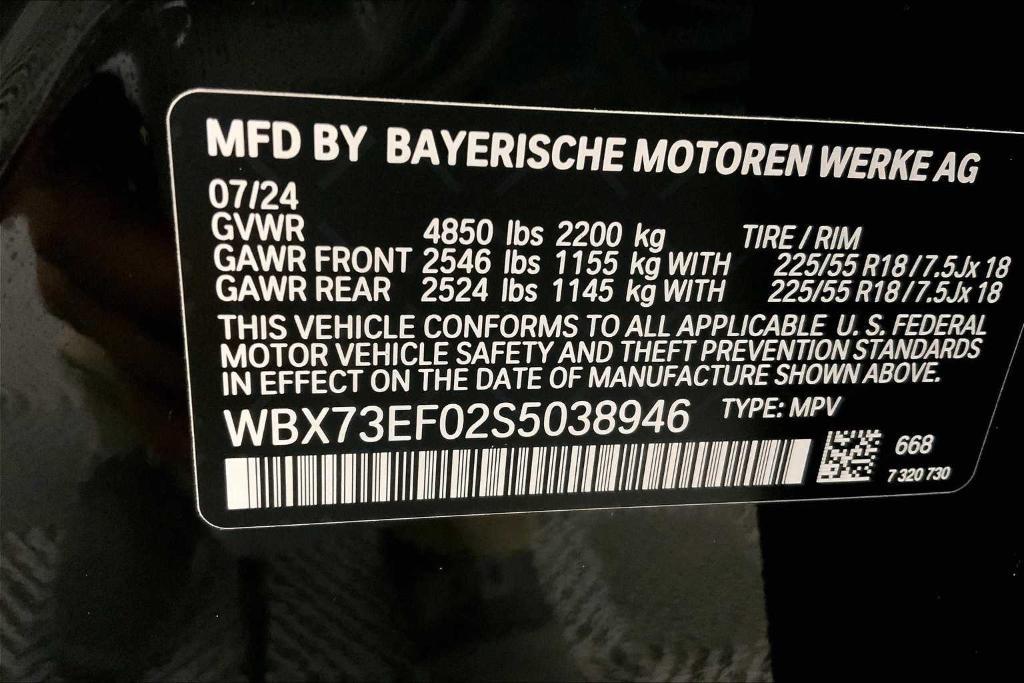 MFD BY BAYERISCHE MOTOREN WERKE AG
07/24
GVWR 4850 lbs 2200 kg TIRE / RIM
GAWR FRONT 2546 lbs 1155 kg WITH 225/55 R18 / 7.5Jx 18
GAWR REAR 2524 lbs 1145 kg WITH 225/55 R18 / 7.5Jx 18
THIS VEHICLE CONFORMS TO ALL APPLICABLE U. S. FEDERAL
MOTOR VEHICLE SAFETY AND THEFT PREVENTION STANDARDS
IN EFFECT ON THE DATE OF MANUFACTURE SHOWN ABOVE.
WBX73EF02S5038946 TYPE: MPV
668
7 320 730